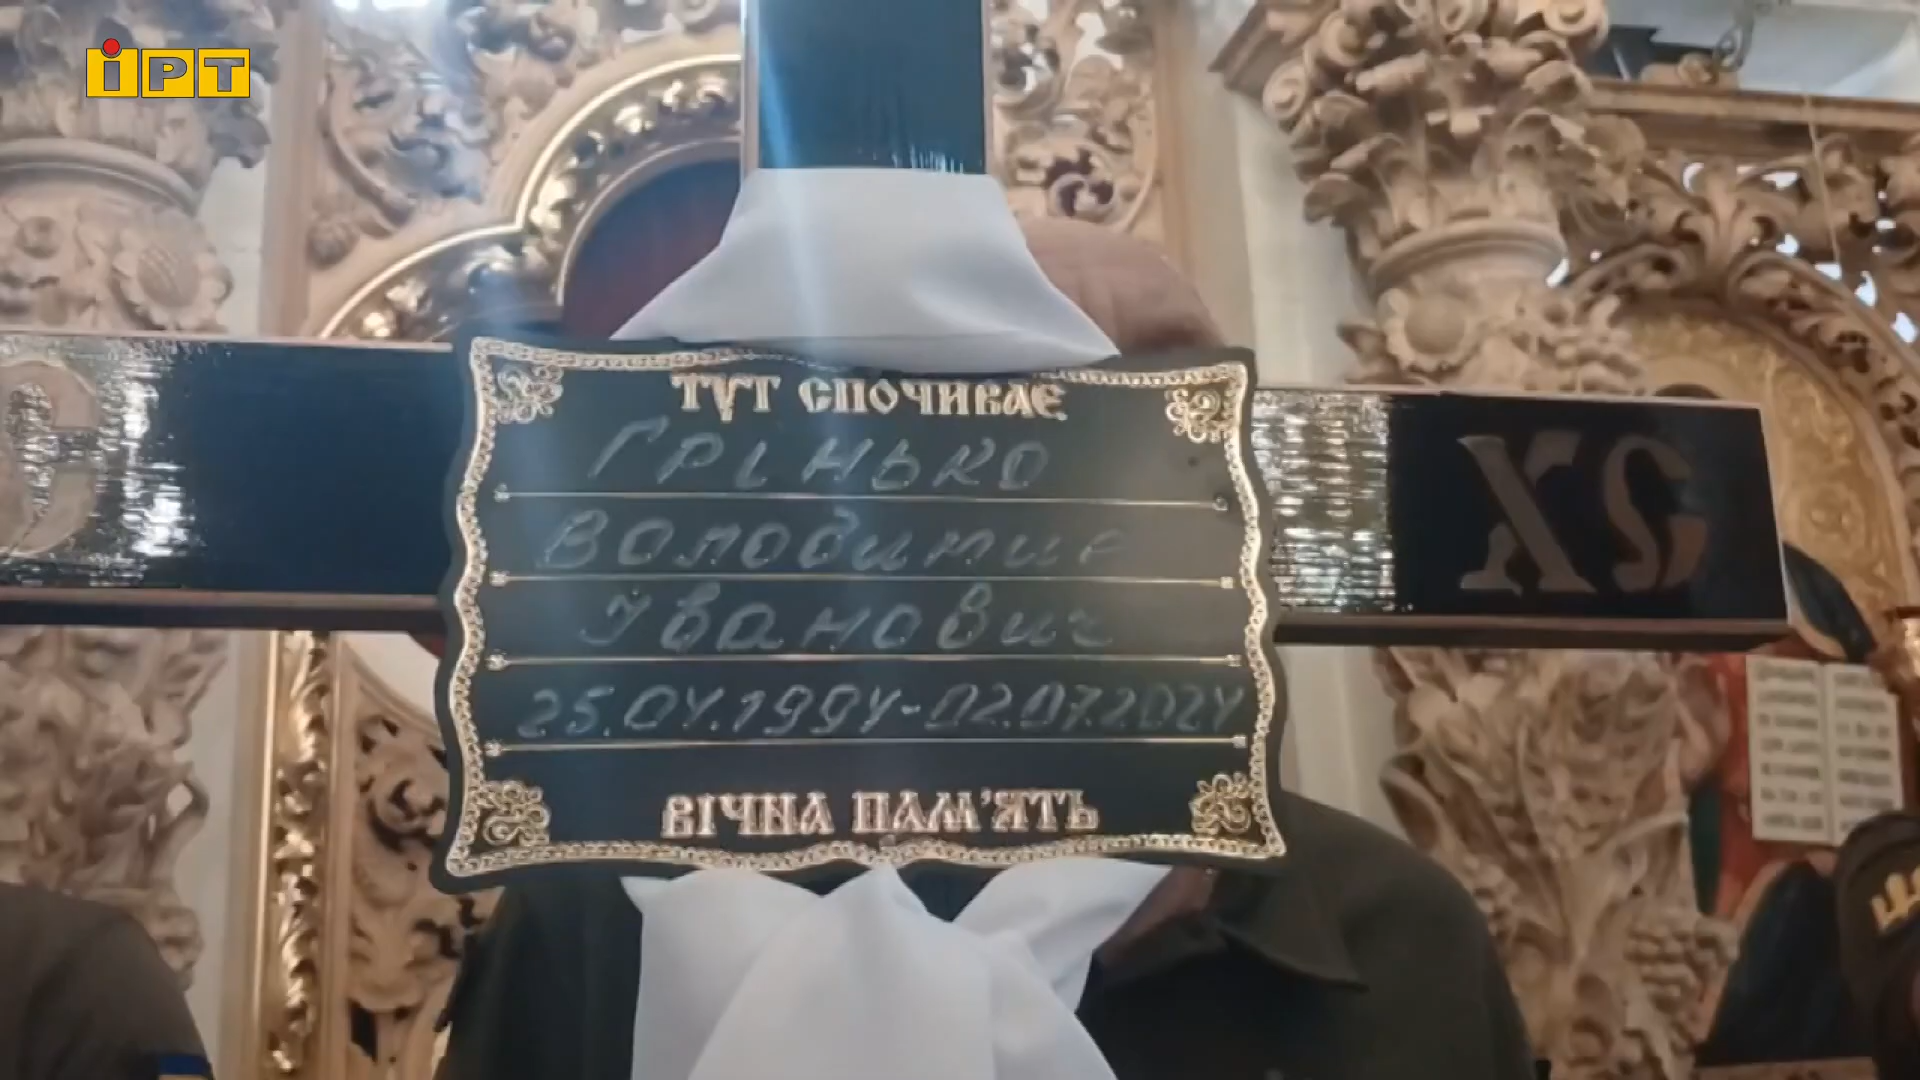 іРТ
ТУТ СПОЧИВАЄ
Грінько
Володимир
Іванович
25.04.1994-02.07.2024
ВІЧНА ПАМ'ЯТЬ
С
ХС